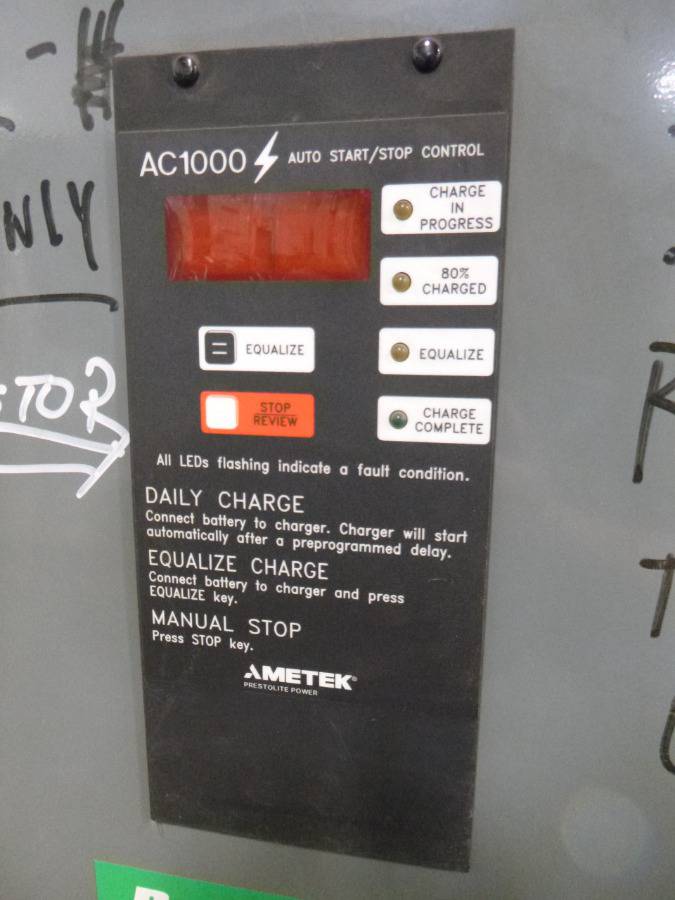 AC1000 AUTO START/STOP CONTROL
CHARGE
IN
PROGRESS
80%
CHARGED
= EQUALIZE
EQUALIZE
STOP
REVIEW
CHARGE
COMPLETE
All LEDs flashing indicate a fault condition.
DAILY CHARGE
Connect battery to charger. Charger will start
automatically after a preprogrammed delay.
EQUALIZE CHARGE
Connect battery to charger and press
EQUALIZE key.
MANUAL STOP
Press STOP key.
AMETEK®
PRESTOLITE POWER
NLY
TOR